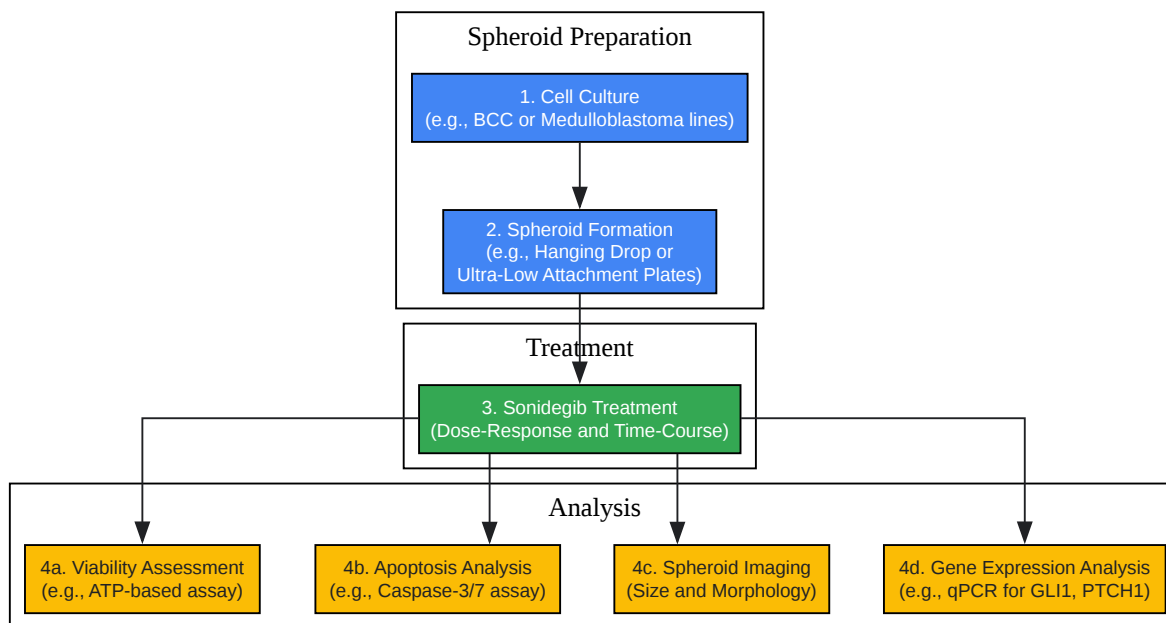 Spheroid Preparation
1. Cell Culture
(e.g., BCC or Medulloblastoma lines)
2. Spheroid Formation
(e.g., Hanging Drop or
Ultra-Low Attachment Plates)
Treatment
3. Sonidegib Treatment
(Dose-Response and Time-Course)
Analysis
4a. Viability Assessment
(e.g., ATP-based assay)
4b. Apoptosis Analysis
(e.g., Caspase-3/7 assay)
4c. Spheroid Imaging
(Size and Morphology)
4d. Gene Expression Analysis
(e.g., qPCR for GLI1, PTCH1)